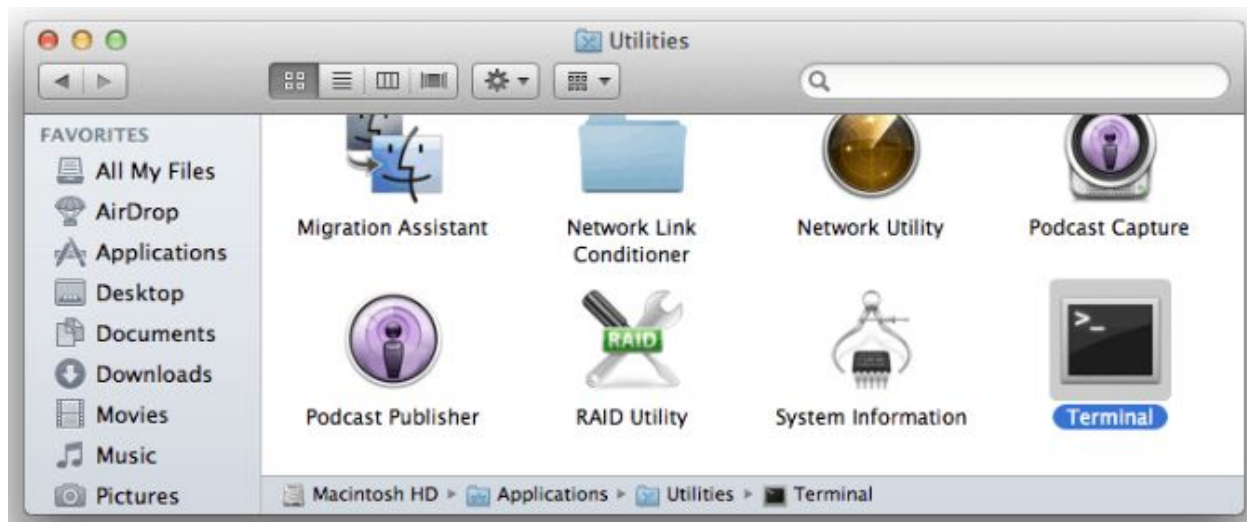 Utilities
FAVORITES
All My Files
AirDrop
Applications
Desktop
Documents
Downloads
Movies
Music
Pictures
Migration Assistant
Network Link
Conditioner
Network Utility
Podcast Capture
Podcast Publisher
RAID
RAID Utility
System Information
>_
Terminal
Macintosh HD ▸ Applications ▸ Utilities ▸ Terminal